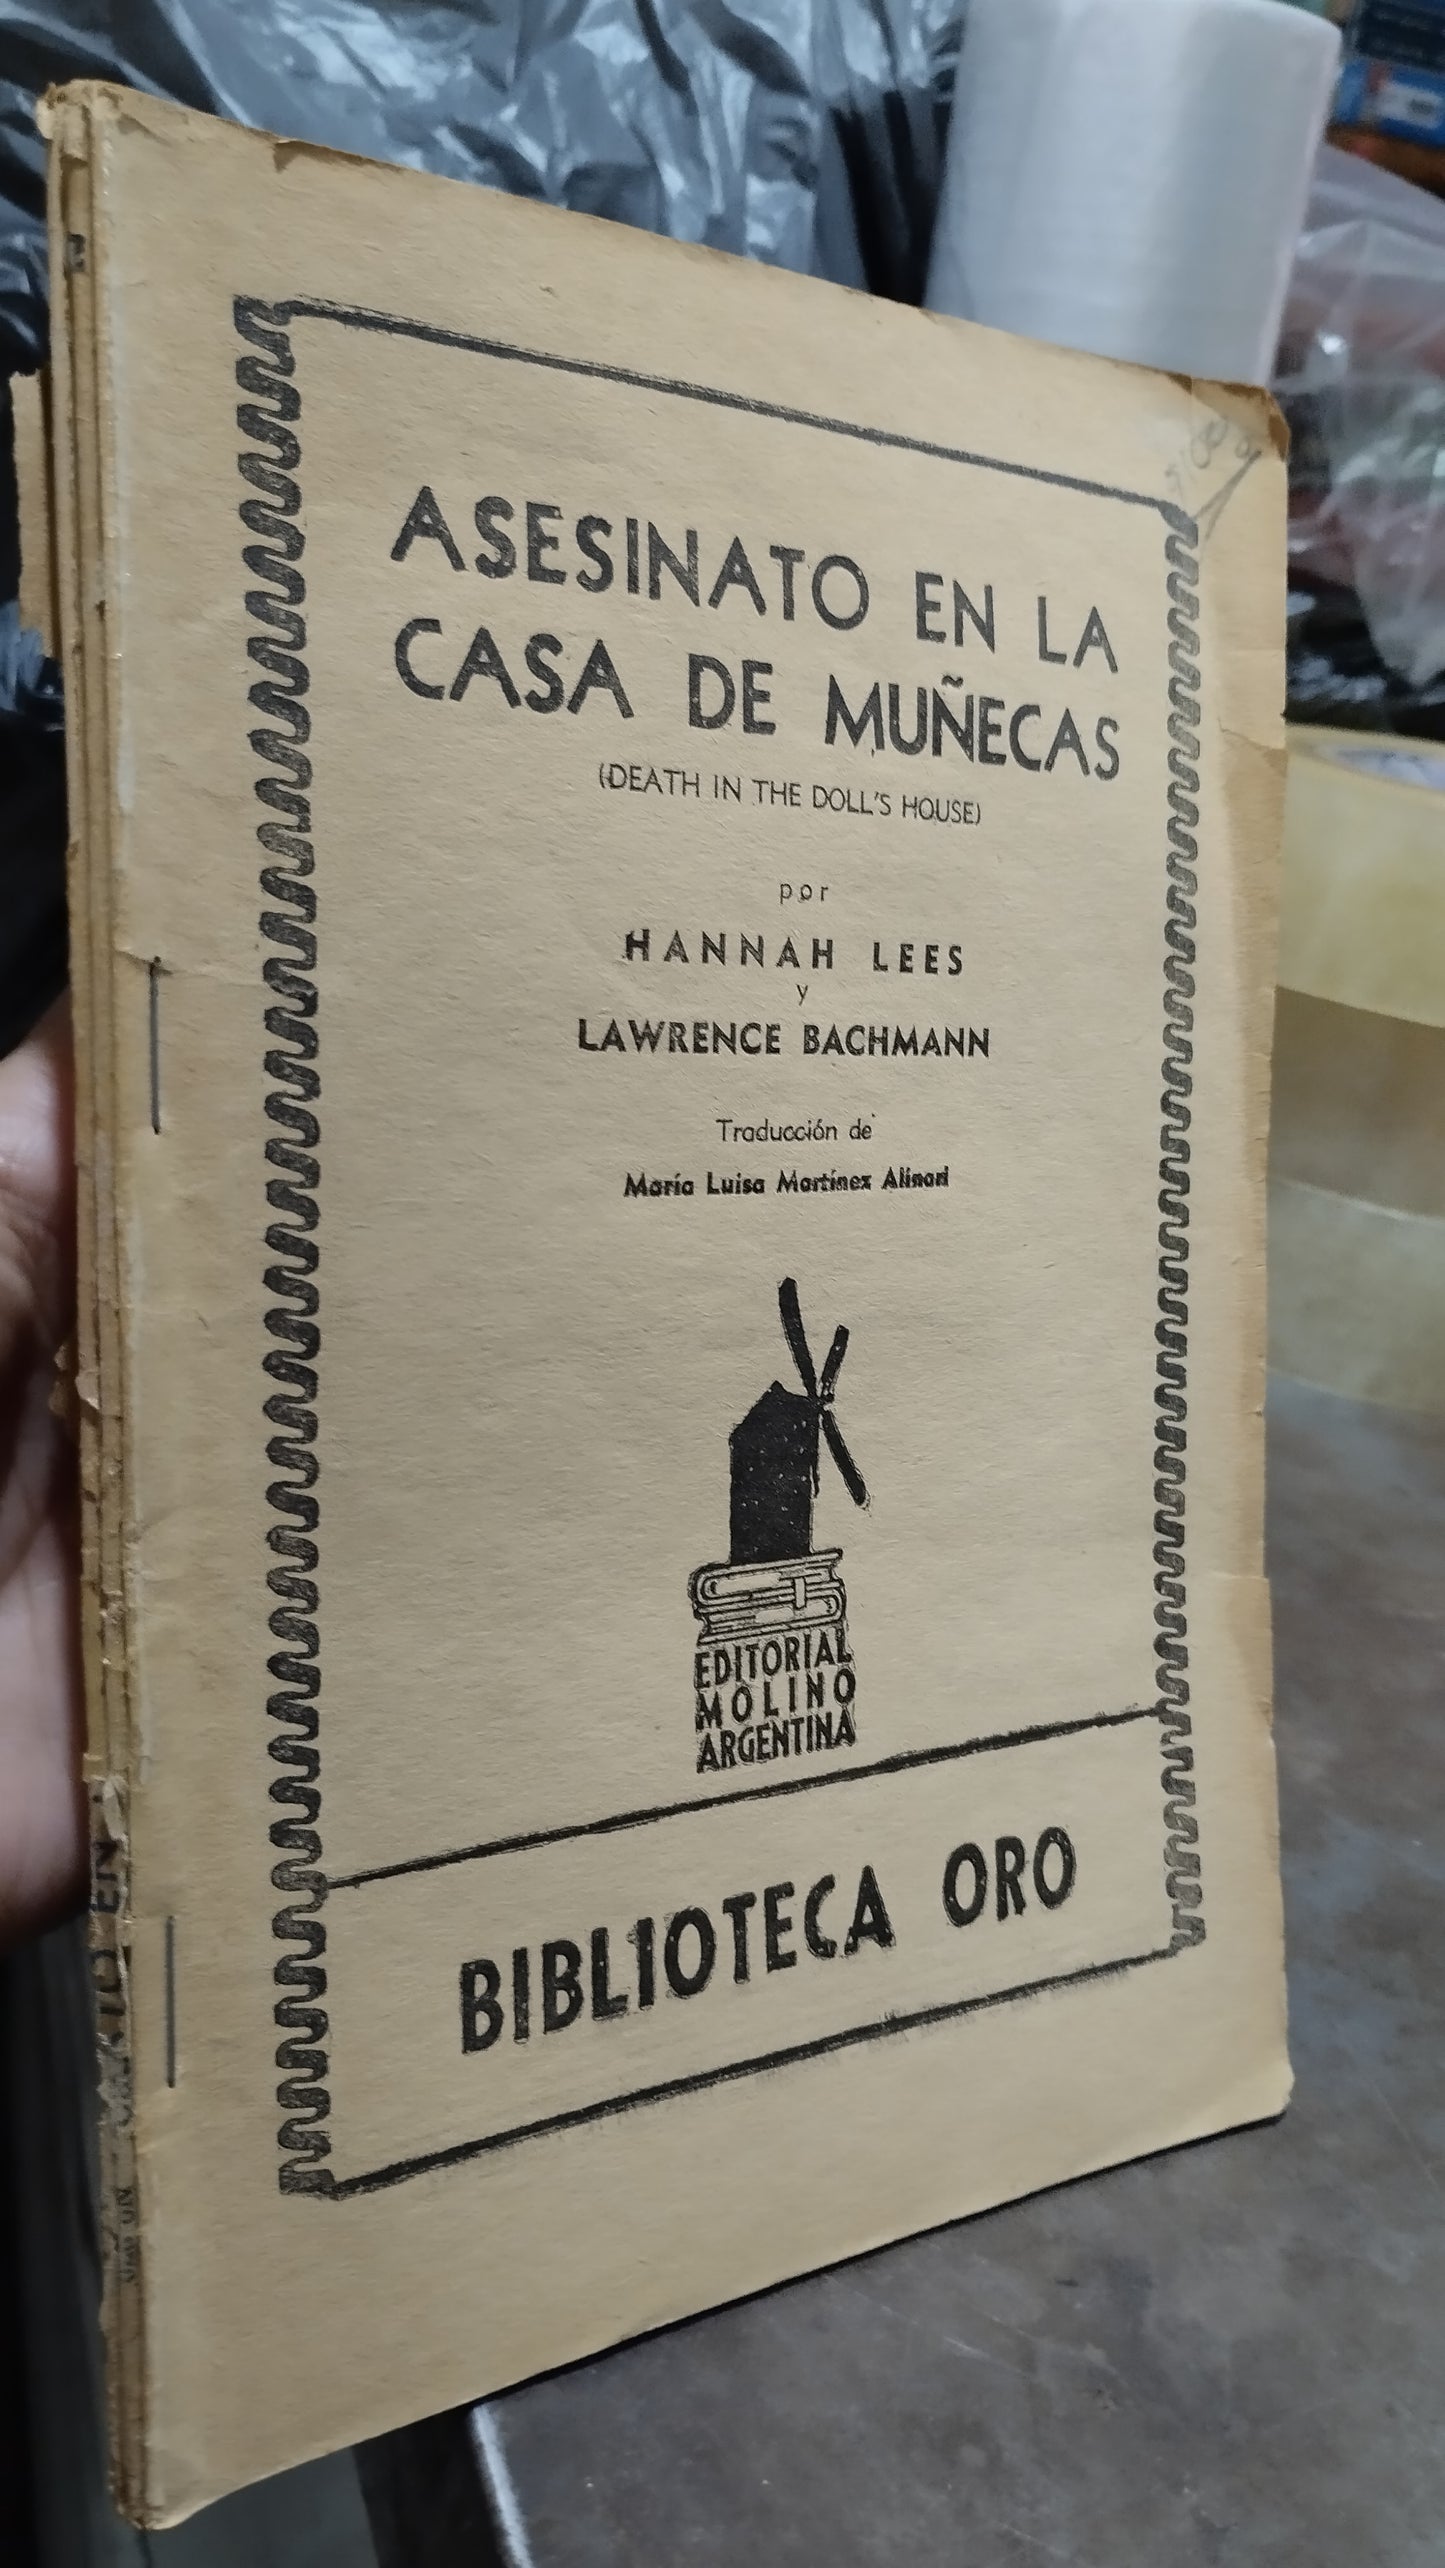 ASESINATO EN LA
CASA DE MUÑECAS
(DEATH IN THE DOLL'S HOUSE)
por
HANNAH LEES
y
LAWRENCE BACHMANN
Traducción de
María Luisa Martínez Alinari
EDITORIAL
MOLINO
ARGENTINA
BIBLIOTECA ORO